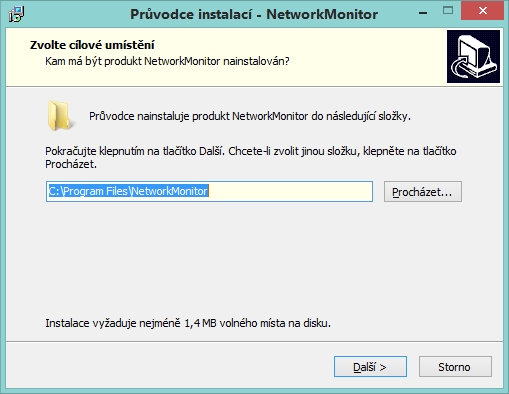 Průvodce instalací - NetworkMonitor
Zvolte cílové umístění
Kam má být produkt NetworkMonitor nainstalován?
Průvodce nainstaluje produkt NetworkMonitor do následující složky.
Pokračujte klepnutím na tlačítko Další. Chcete-li zvolit jinou složku, klepněte na tlačítko
Procházet.
C:\Program Files\NetworkMonitor
Procházet...
Instalace vyžaduje nejméně 1,4 MB volného místa na disku.
Další >
Storno